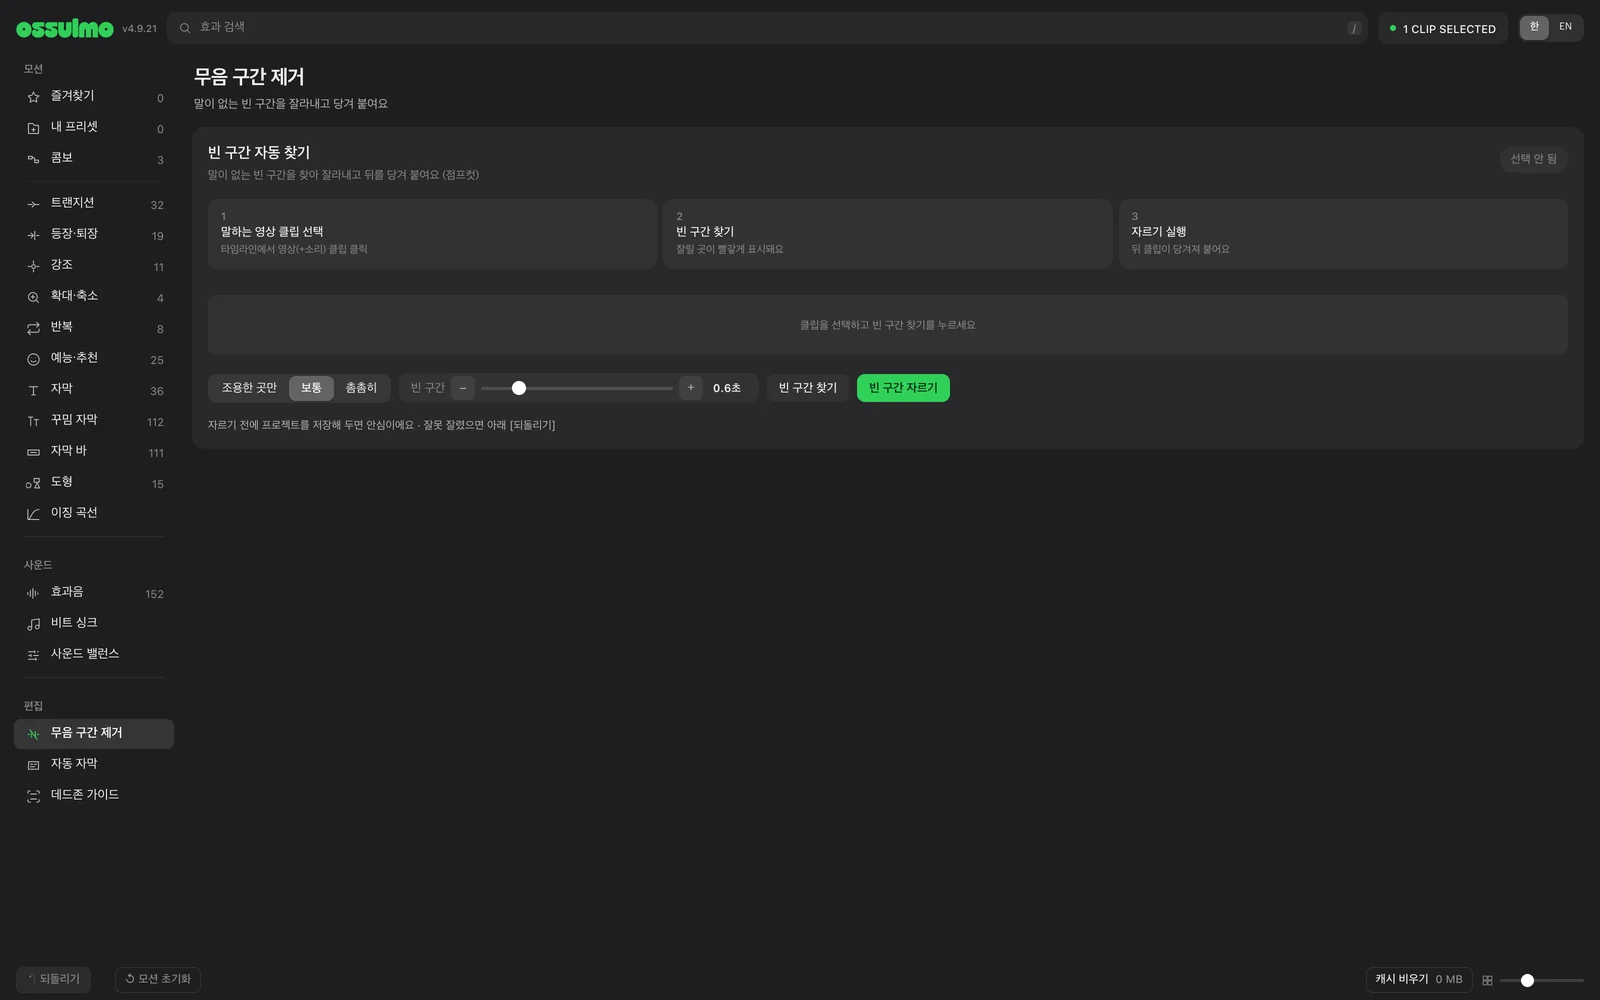 ossulmo v4.9.21
효과 검색
/
1 CLIP SELECTED
한 EN
모션
즐겨찾기 0
내 프리셋 0
콤보 3
트랜지션 32
등장·퇴장 19
강조 11
확대·축소 4
반복 8
예능·추천 25
자막 36
꾸밈 자막 112
자막 바 111
도형 15
이징 곡선
사운드
효과음 152
비트 싱크
사운드 밸런스
편집
무음 구간 제거
자동 자막
데드존 가이드
무음 구간 제거
말이 없는 빈 구간을 잘라내고 당겨 붙여요
빈 구간 자동 찾기
말이 없는 빈 구간을 찾아 잘라내고 뒤를 당겨 붙여요 (점프컷)
선택 안 됨
1
말하는 영상 클립 선택
타임라인에서 영상(+소리) 클립 클릭
2
빈 구간 찾기
잘릴 곳이 빨갛게 표시돼요
3
자르기 실행
뒤 클립이 당겨져 붙어요
클립을 선택하고 빈 구간 찾기를 누르세요
조용한 곳만 보통 촘촘히 빈 구간 − + 0.6초 빈 구간 찾기 빈 구간 자르기
자르기 전에 프로젝트를 저장해 두면 안심이에요 · 잘못 잘렸으면 아래 [되돌리기]
되돌리기 모션 초기화
캐시 비우기 0 MB